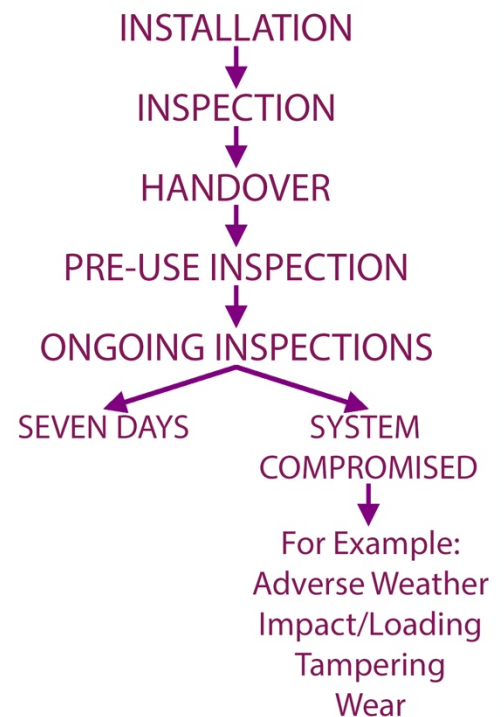 INSTALLATION
INSPECTION
HANDOVER
PRE-USE INSPECTION
ONGOING INSPECTIONS
SEVEN DAYS
SYSTEM
COMPROMISED
For Example:
Adverse Weather
Impact/Loading
Tampering
Wear